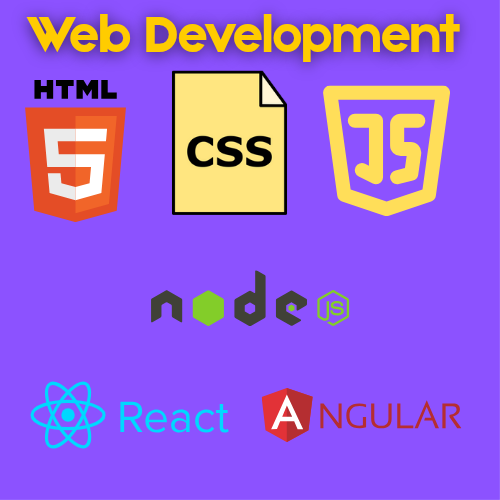 Web Development
HTML
5
CSS
JS
node
JS
React
ANGULAR